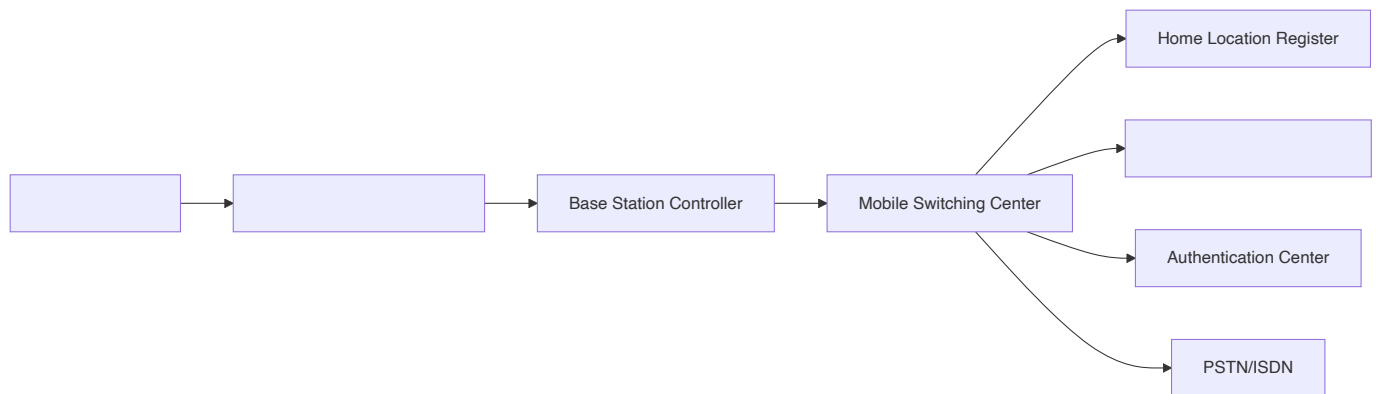 Home Location Register
Base Station Controller
Mobile Switching Center
Authentication Center
PSTN/ISDN